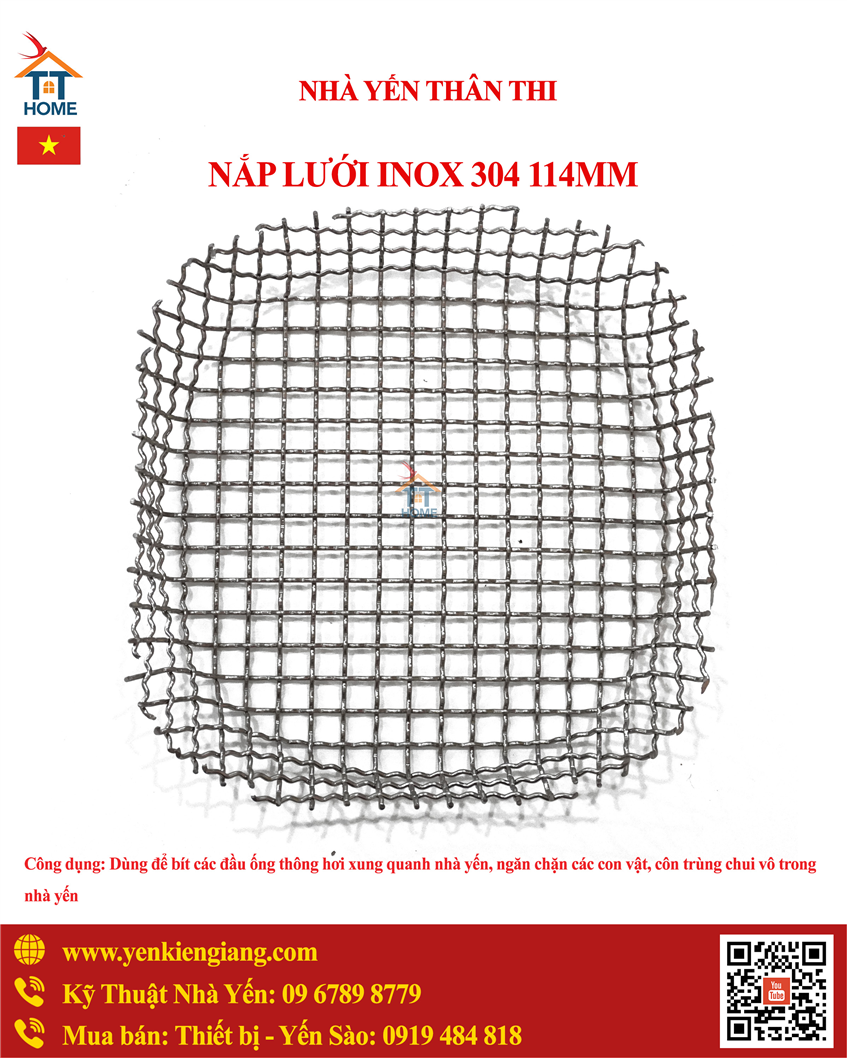 TT
HOME
NHÀ YẾN THÂN THI
NẮP LƯỚI INOX 304 114MM
TT
HOME
Công dụng: Dùng để bít các đầu ống thông hơi xung quanh nhà yến, ngăn chặn các con vật, côn trùng chui vô trong
nhà yến
www.yenkiengiang.com
Kỹ Thuật Nhà Yến: 09 6789 8779
Mua bán: Thiết bị - Yến Sào: 0919 484 818
You
Tube